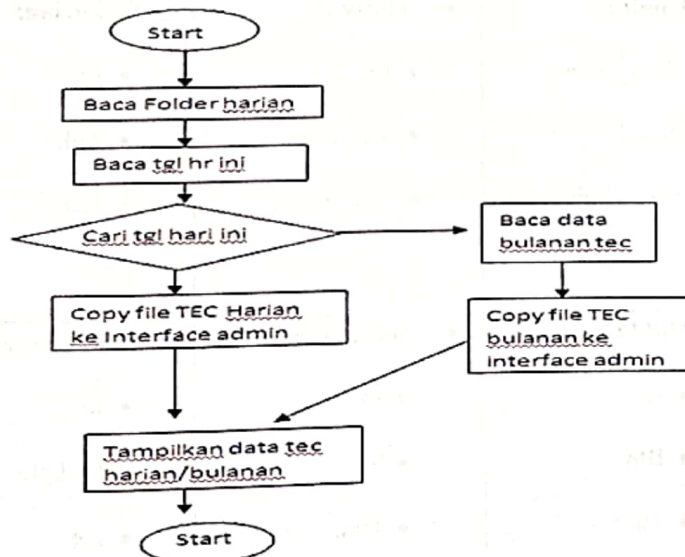 Start
Baca Folder harian
Baca tgl hr ini
Cari tgl hari ini
Baca data
bulanan tec
Copy file TEC Harian
ke Interface admin
Copy file TEC
bulanan ke
interface admin
Tampilkan data tec
harian/bulanan
Start